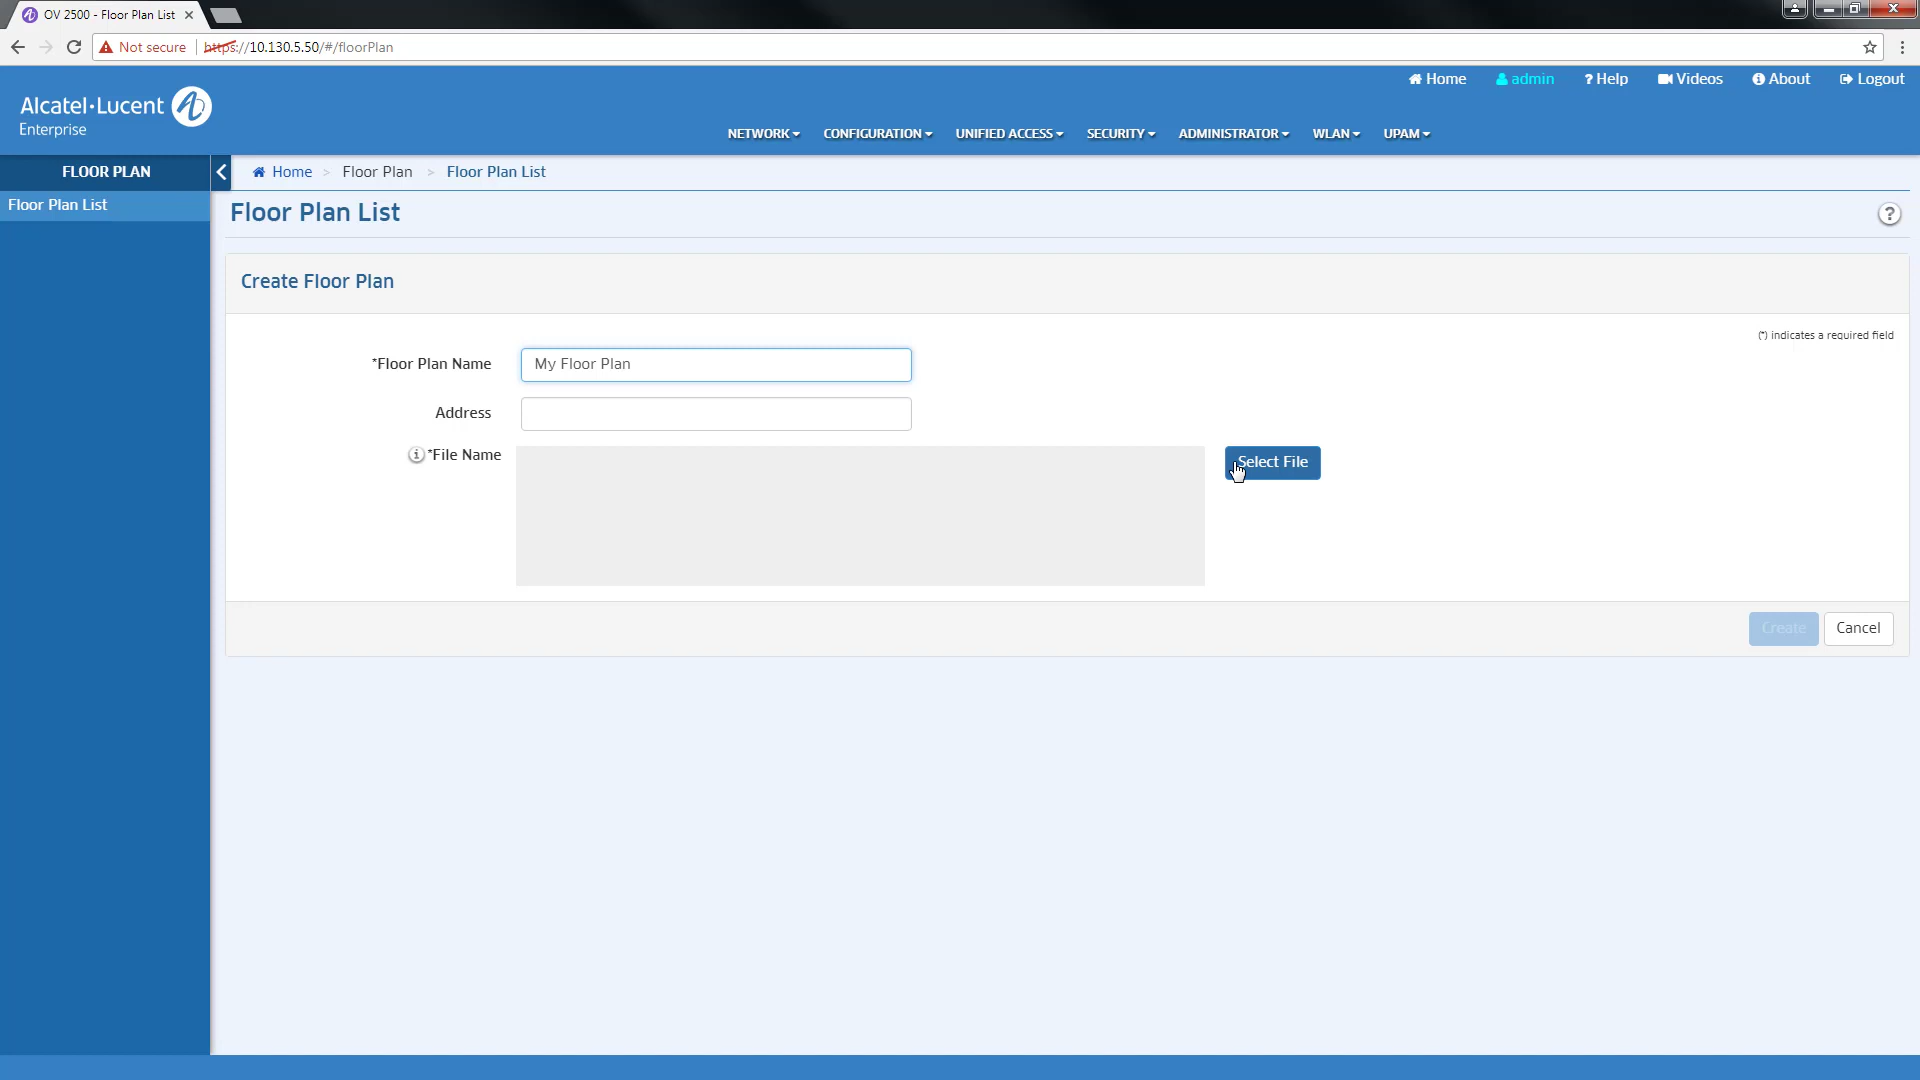 OV 2500 - Floor Plan List
Not secure https://10.130.5.50/#/floorPlan
Home admin ? Help Videos About Logout
Alcatel·Lucent
Enterprise
NETWORK CONFIGURATION UNIFIED ACCESS SECURITY ADMINISTRATOR WLAN UPAM
FLOOR PLAN
Home > Floor Plan > Floor Plan List
Floor Plan List
Floor Plan List
?
Create Floor Plan
(*) indicates a required field
*Floor Plan Name My Floor Plan
Address
*File Name Select File
Create Cancel